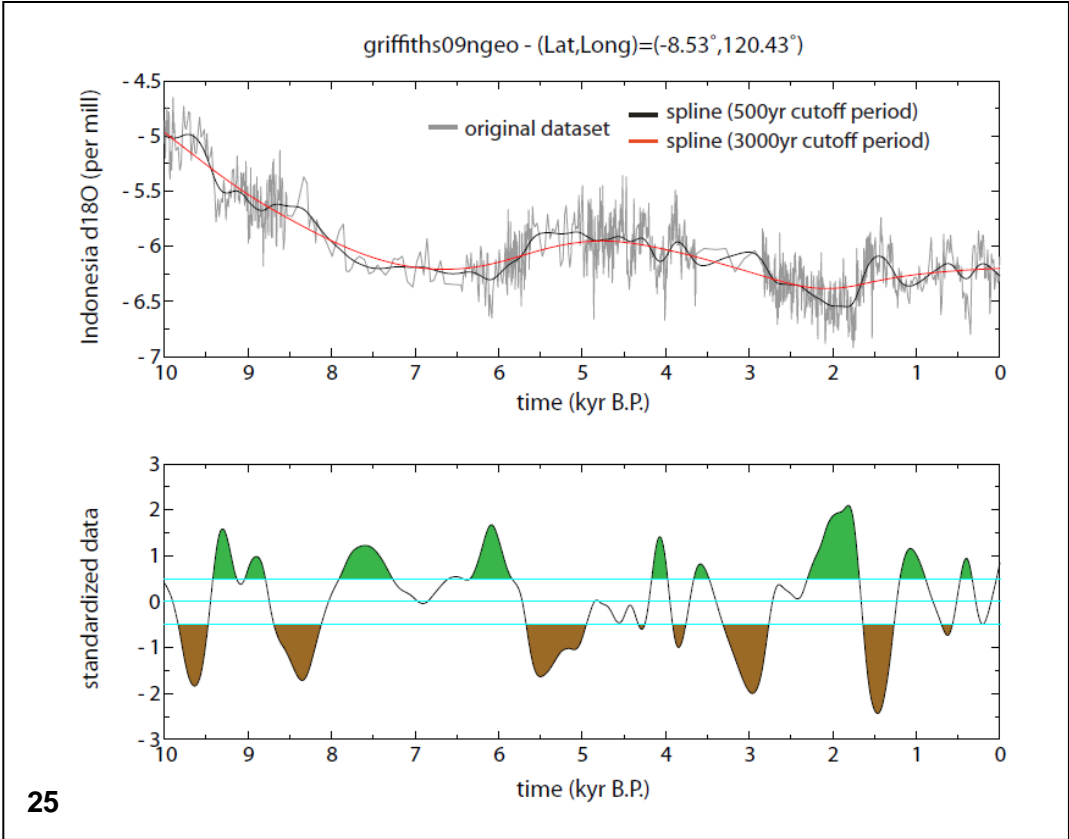 griffiths09ngeo - (Lat,Long)=(-8.53˚,120.43˚)
Indonesia d18O (per mill)
- 4.5
- 5
- 5.5
- 6
- 6.5
- 7
original dataset
spline (500yr cutoff period)
spline (3000yr cutoff period)
10 9 8 7 6 5 4 3 2 1 0
time (kyr B.P.)
standardized data
3
2
1
0
- 1
- 2
- 3
10 9 8 7 6 5 4 3 2 1 0
time (kyr B.P.)
25